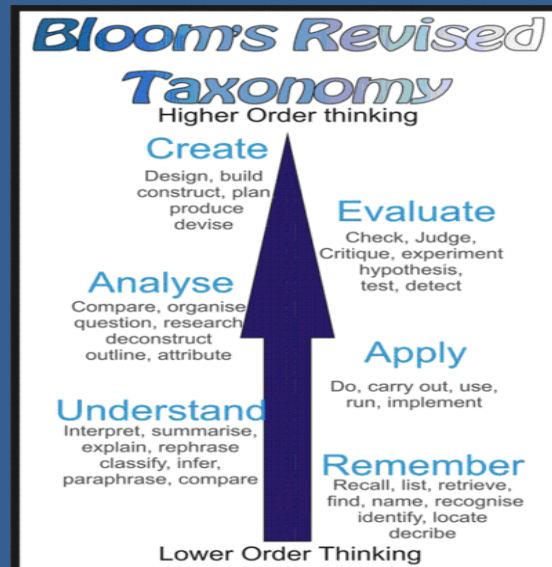 Bloom's Revised
Taxonomy
Higher Order thinking
Create
Design, build
construct, plan
produce
devise
Evaluate
Check, Judge,
Critique, experiment
hypothesis,
test, detect
Analyse
Compare, organise
question, research
deconstruct
outline, attribute
Apply
Do, carry out, use,
run, implement
Understand
Interpret, summarise,
explain, rephrase
classify, infer,
paraphrase, compare
Remember
Recall, list, retrieve,
find, name, recognise
identify, locate
decribe
Lower Order Thinking